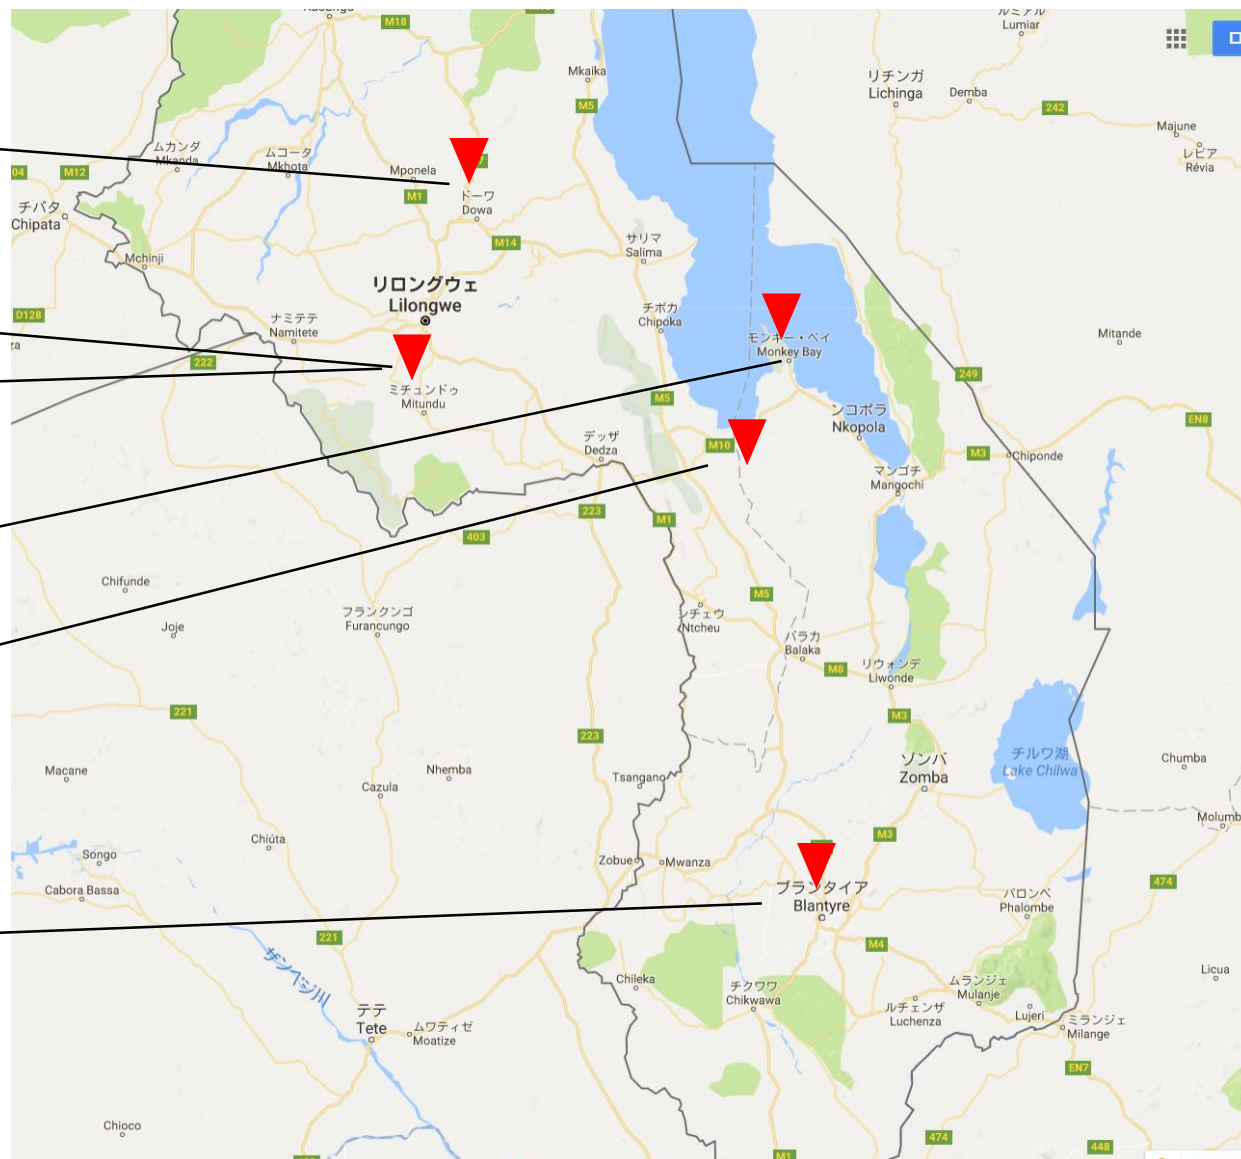 M18
ルミアル
Lumiar
ロ
Mkaika
M5
リチンガ
Lichinga
Demba
242
Majune
レビア
Révia
ムカンダ
Mkanda
ムコータ
Mkhota
Mponela
04
M12
M1
ドーワ
Dowa
チパタ
Chipata
M14
サリマ
Salima
Mchinji
リロングウェ
Lilongwe
D128
ナミテテ
Namitete
チポカ
Chipoka
モンキー・ベイ
Monkey Bay
Mitande
za
222
249
ミチュンドゥ
Mitundu
M5
ンコポラ
Nkopola
EN8
デッザ
Dedza
M10
M3
Chiponde
マンゴチ
Mangochi
223
M1
403
Chifunde
M5
フランクンゴ
Furancungo
ンチェウ
Ntcheu
Joje
バラカ
Balaka
M8
リウォンデ
Liwonde
221
M3
223
ゾンバ
Zomba
チルワ湖
Lake Chilwa
Chumba
Macane
Nhemba
Tsangano
Cazula
Molumb
Chiúta
M3
Songo
Zobue
Mwanza
Cabora Bassa
474
ブランタイア
Blantyre
パロンベ
Phalombe
221
M4
ザンベジ川
Chileka
チクワワ
Chikwawa
ムランジェ
Mulanje
Licua
ルチェンザ
Luchenza
Lujeri
ミランジェ
Milange
テテ
Tete
ムワティゼ
Moatize
EN7
Chioco
474
448
M1